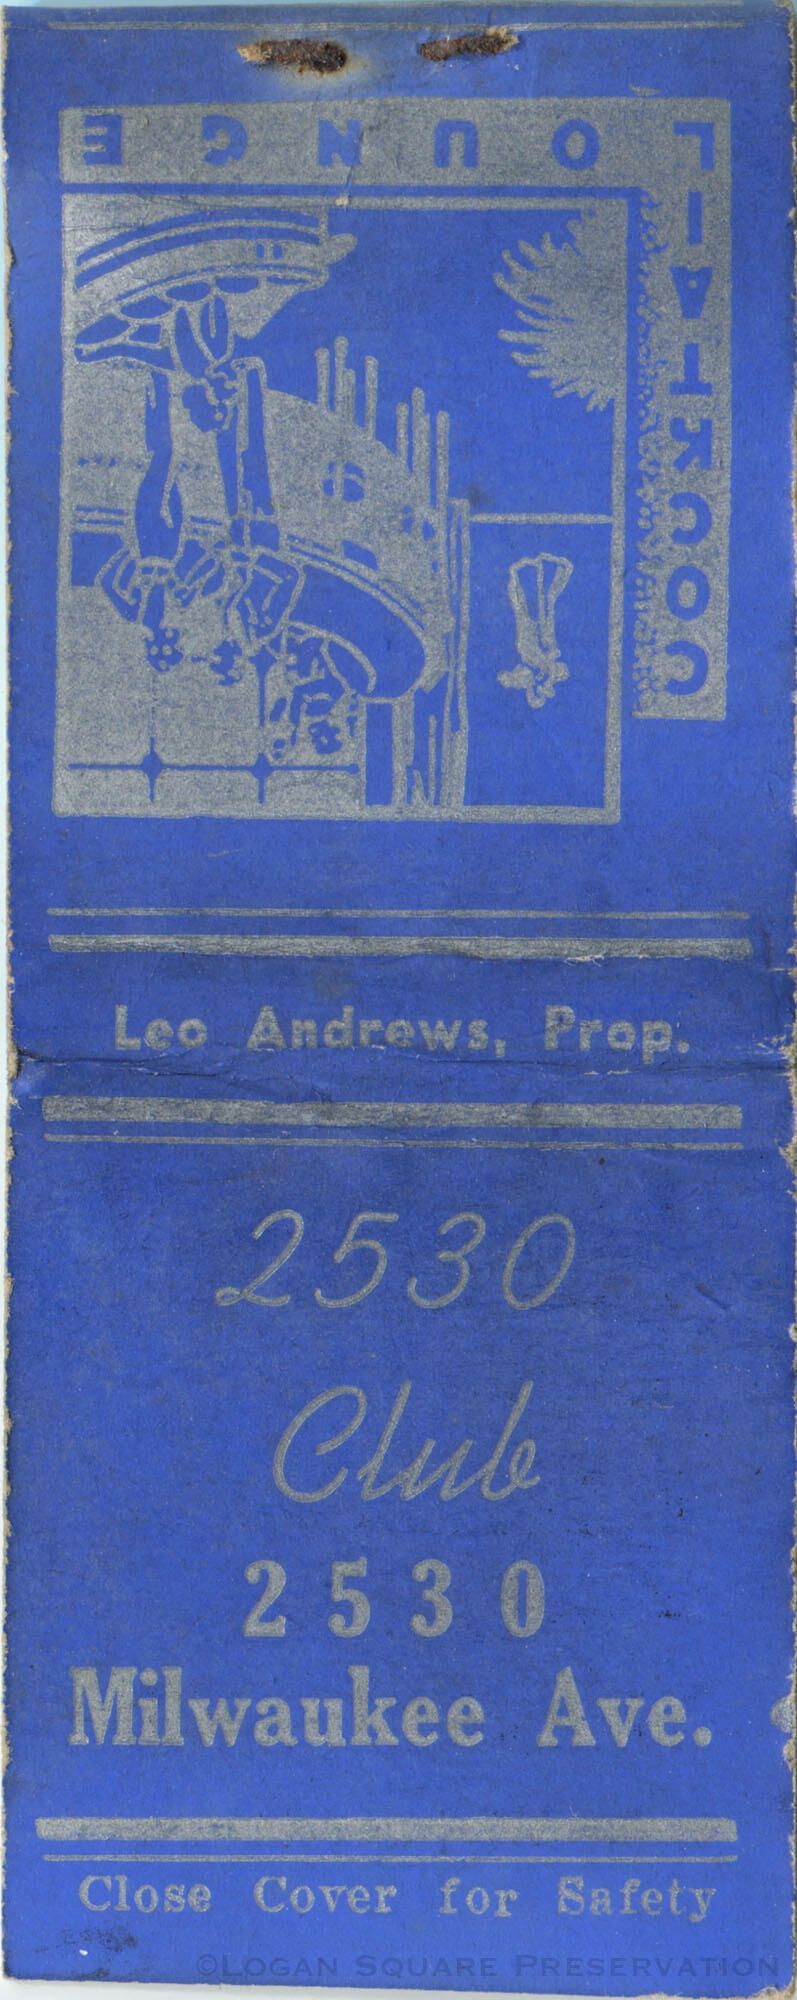 COCKTAIL
LOUNGE
Leo Andrews, Prop.
2530
Club
2530
Milwaukee Ave.
Close Cover for Safety
©LOGAN SQUARE PRESERVATION